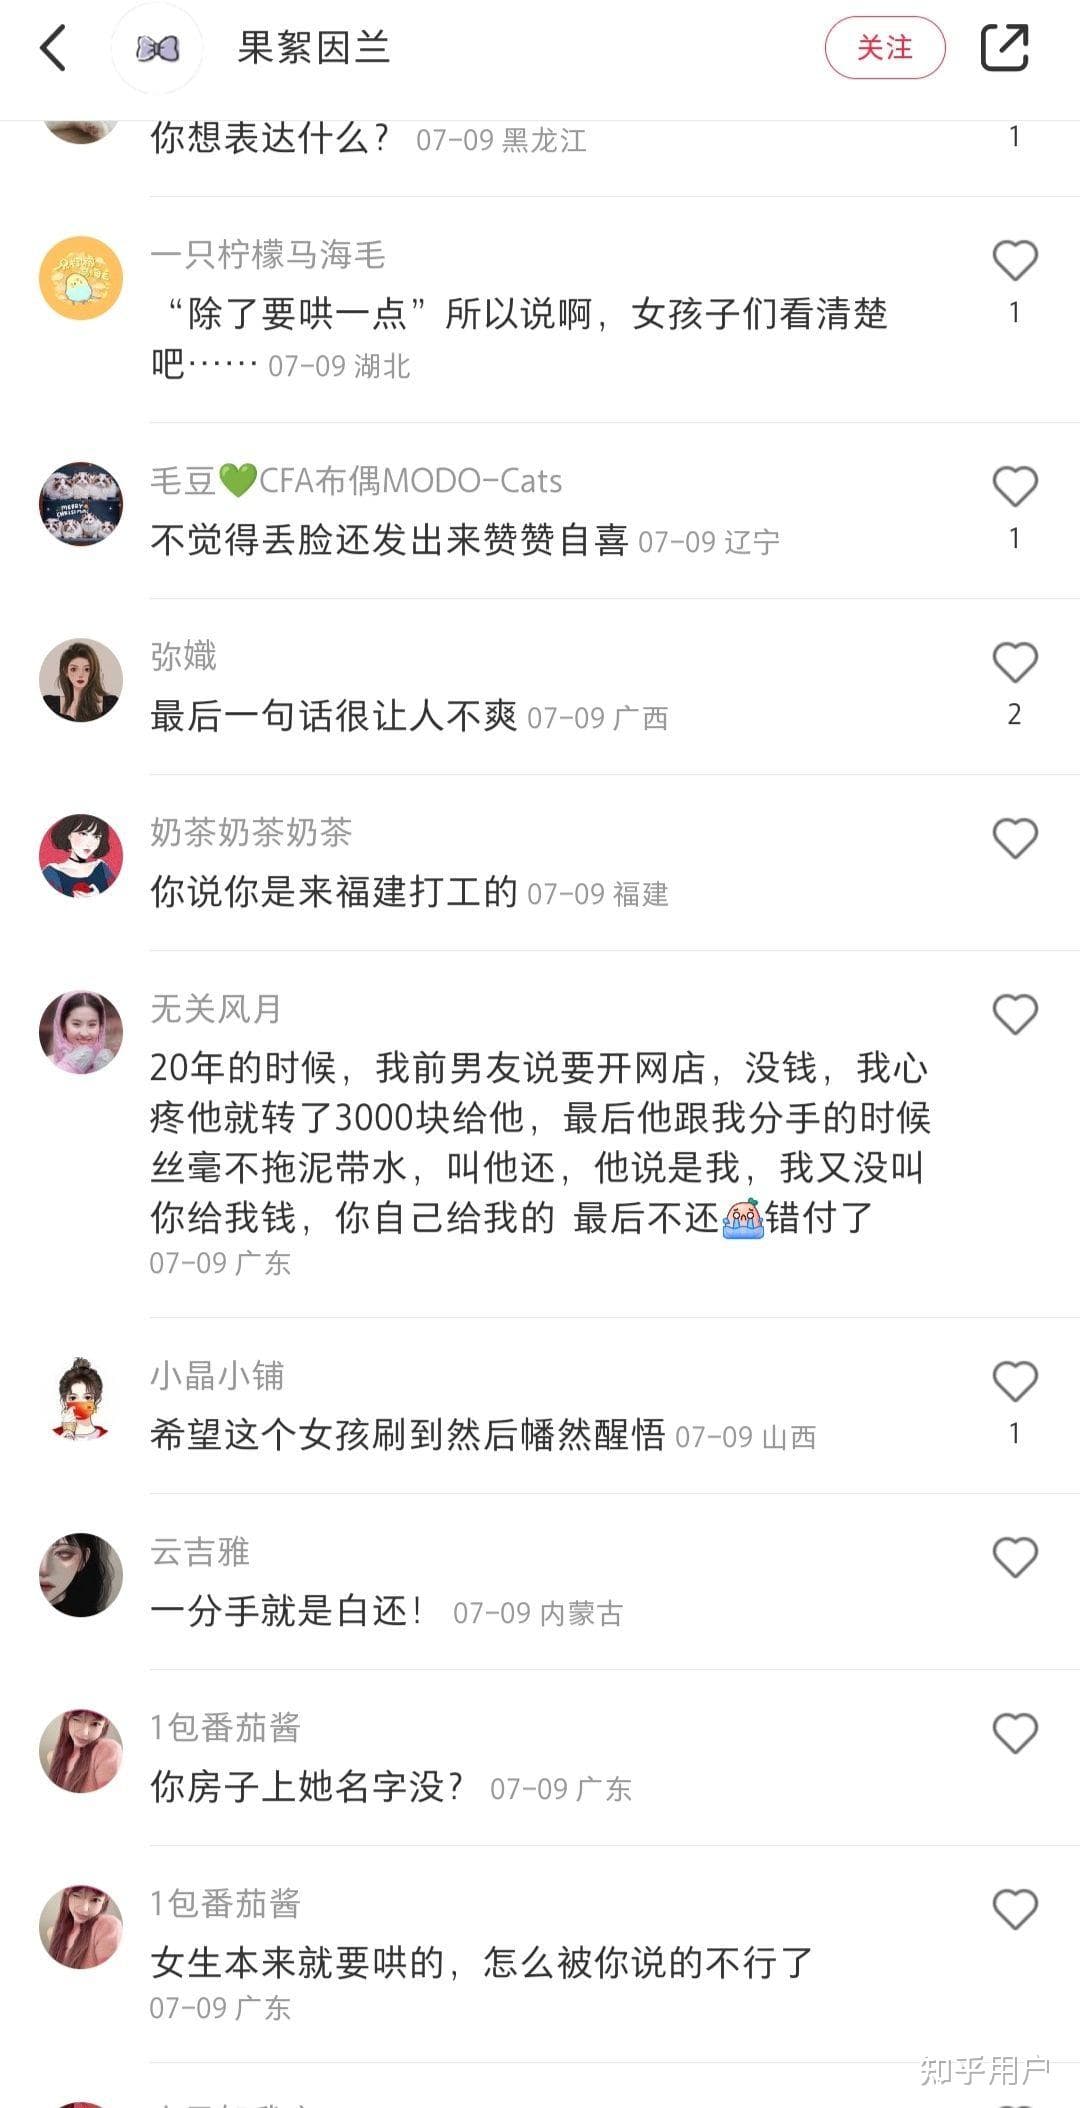 果絮因兰
关注
你想表达什么? 07-09 黑龙江
1
一只柠檬马海毛
“除了要哄一点”所以说啊，女孩子们看清楚
吧…… 07-09 湖北
1
毛豆💚CFA布偶MODO-Cats
不觉得丢脸还发出来赞赞自喜 07-09 辽宁
1
弥孅
最后一句话很让人不爽 07-09 广西
2
奶茶奶茶奶茶
你说你是来福建打工的 07-09 福建
无关风月
20年的时候，我前男友说要开网店，没钱，我心
疼他就转了3000块给他，最后他跟我分手的时候
丝毫不拖泥带水，叫他还，他说是我，我又没叫
你给我钱，你自己给我的 最后不还错付了
07-09 广东
小晶小铺
希望这个女孩刷到然后幡然醒悟 07-09 山西
1
云吉雅
一分手就是白还！ 07-09 内蒙古
1包番茄酱
你房子上她名字没? 07-09 广东
1包番茄酱
女生本来就要哄的，怎么被你说的不行了
07-09 广东
知乎用户